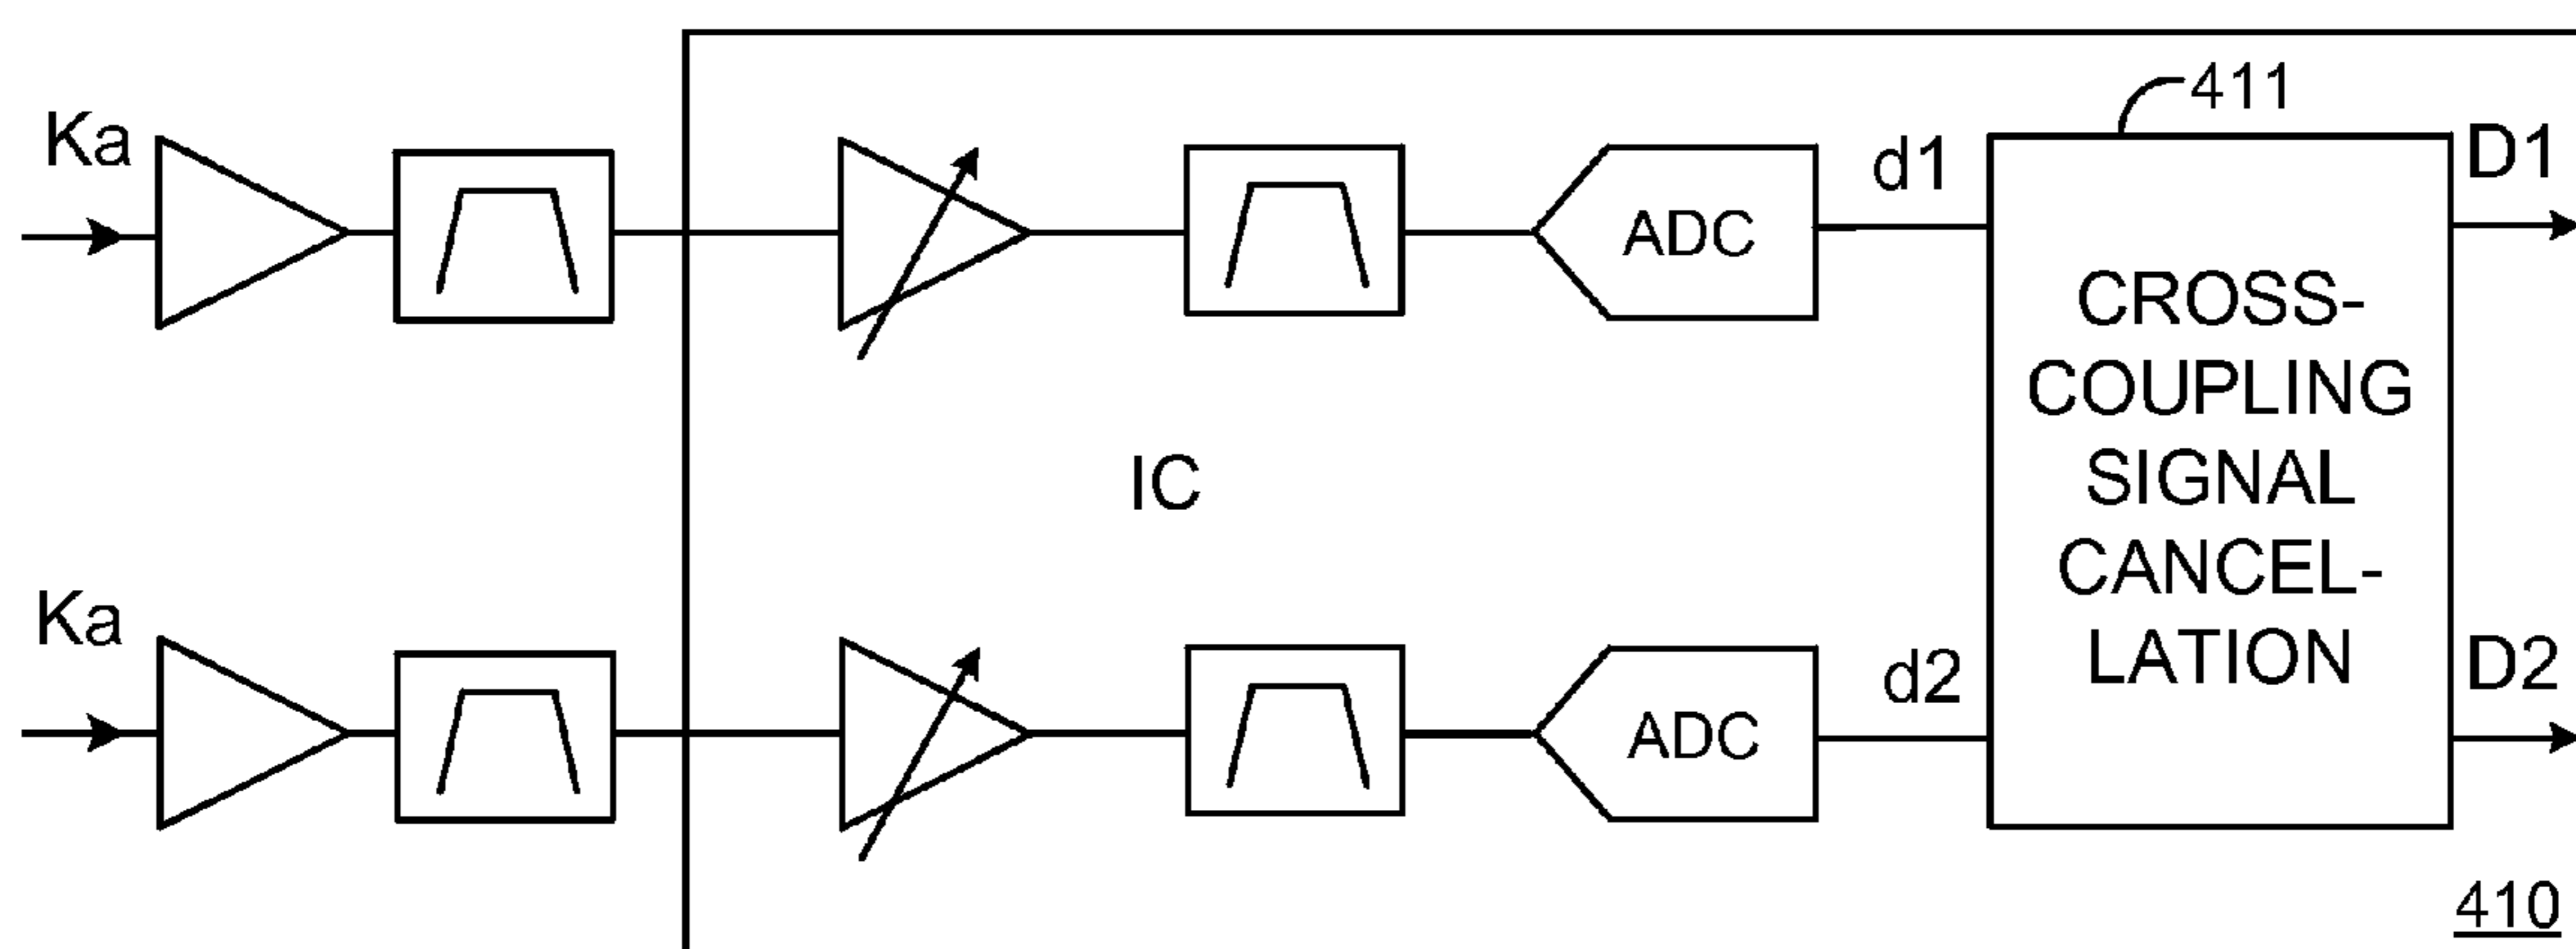 411
Ka
d1
D1
ADC
CROSS-
COUPLING
SIGNAL
CANCEL-
LATION
IC
Ka
d2
D2
ADC
410